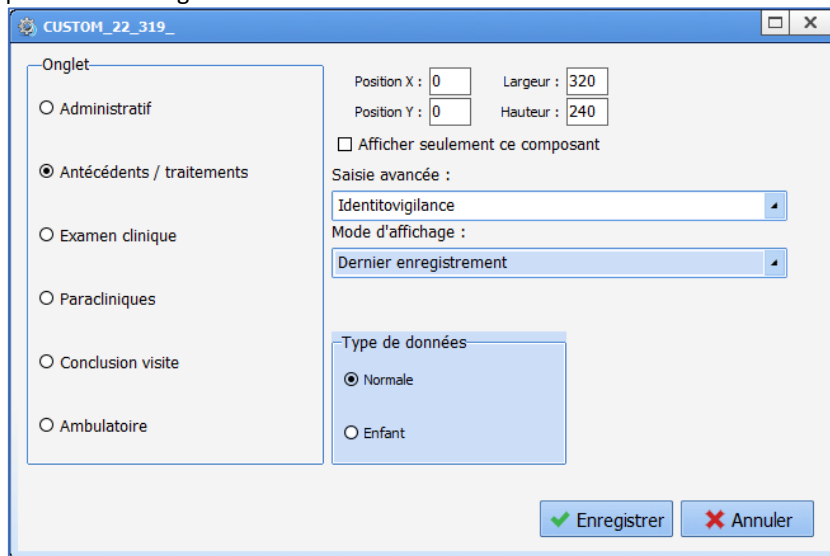 CUSTOM_22_319_
Onglet
Administratif
Antécédents / traitements
Examen clinique
Paracliniques
Conclusion visite
Ambulatoire
Position X : 0 Largeur : 320
Position Y : 0 Hauteur : 240
Afficher seulement ce composant
Saisie avancée :
Identitovigilance
Mode d'affichage :
Dernier enregistrement
Type de données
Normale
Enfant
Enregistrer Annuler